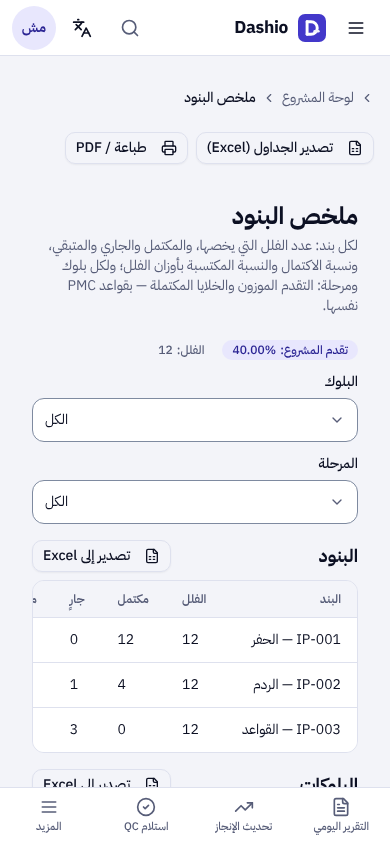 Dashio
مش
لوحة المشروع
ملخص البنود
تصدير الجداول (Excel)
طباعة / PDF
ملخص البنود
لكل بند: عدد الفلل التي يخصها، والمكتمل والجاري والمتبقي،
ونسبة الاكتمال والنسبة المكتسبة بأوزان الفلل؛ ولكل بلوك
ومرحلة: التقدم الموزون والخلايا المكتملة — بقواعد PMC
نفسها.
تقدم المشروع: 40.00%
الفلل: 12
البلوك
الكل
المرحلة
الكل
البنود
تصدير إلى Excel
البند الفلل مكتمل جارٍ
IP-001 — الحفر 12 12 0
IP-002 — الردم 12 4 1
IP-003 — القواعد 12 0 3
البلوكات
تصدير إلى Excel
التقرير اليومي
تحديث الإنجاز
استلام QC
المزيد